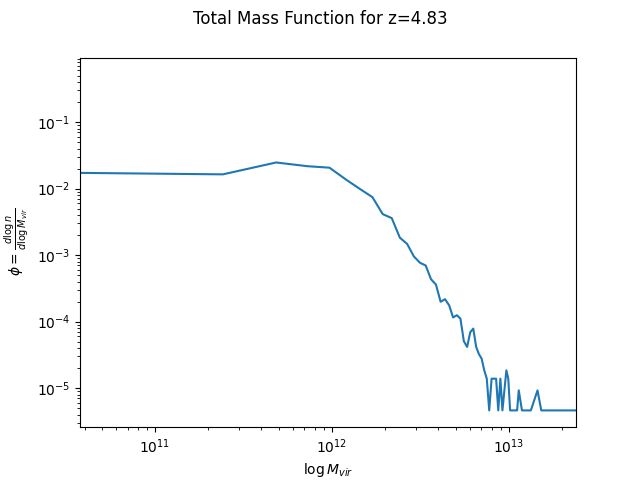 Total Mass Function for z=4.83
10⁻¹
10⁻²
10⁻³
10⁻⁴
10⁻⁵
ϕ = d log n / d log M_vir
10¹¹ 10¹² 10¹³
log M_vir